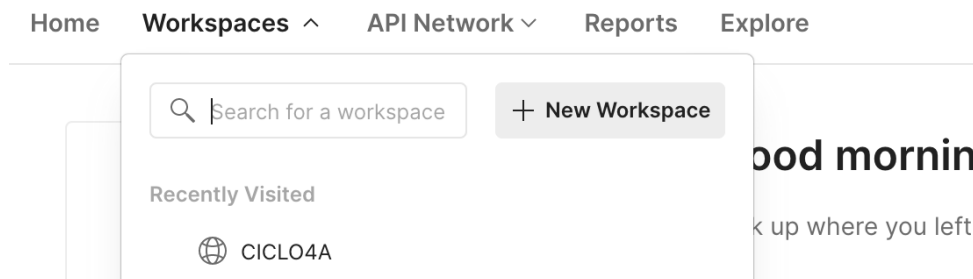 Home Workspaces API Network Reports Explore
Search for a workspace + New Workspace
ood mornin
Recently Visited
k up where you left
CICLO4A